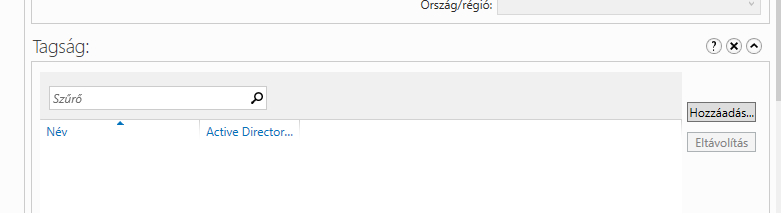 Ország/régió:
Tagság:
Szűrő
Hozzáadás...
Név
Active Director...
Eltávolítás